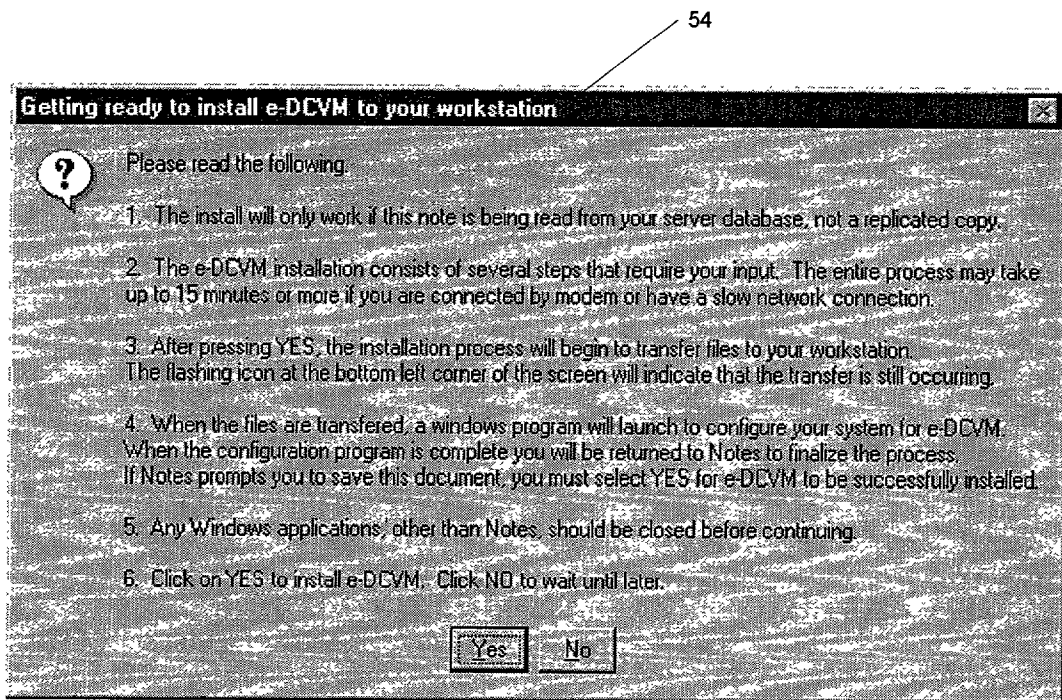 54
Getting ready to install e-DCVM to your workstation
Please read the following.
1. The install will only work if this note is being read from your server database, not a replicated copy.
2. The e-DCVM installation consists of several steps that require your input. The entire process may take
up to 15 minutes or more if you are connected by modem or have a slow network connection.
3. After pressing YES, the installation process will begin to transfer files to your workstation.
The flashing icon at the bottom left corner of the screen will indicate that the transfer is still occurring.
4. When the files are transfered, a windows program will launch to configure your system for e-DCVM.
When the configuration program is complete you will be returned to Notes to finalize the process.
If Notes prompts you to save this document, you must select YES for e-DCVM to be successfully installed.
5. Any Windows applications, other than Notes, should be closed before continuing.
6. Click on YES to install e-DCVM. Click NO to wait until later.
Yes No